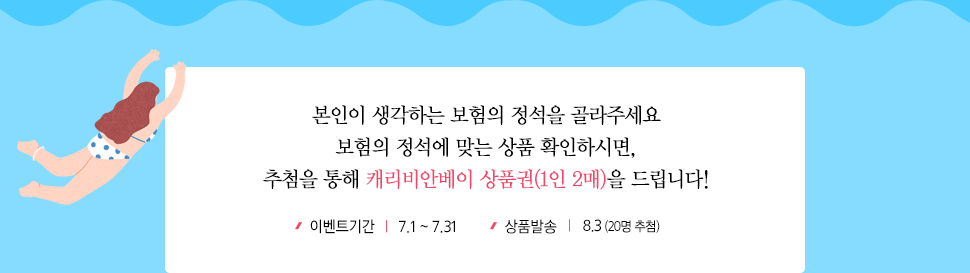 본인이 생각하는 보험의 정석을 골라주세요
보험의 정석에 맞는 상품 확인하시면,
추첨을 통해 캐리비안베이 상품권(1인 2매)을 드립니다!
이벤트기간 | 7.1 ~ 7.31 상품발송 | 8.3 (20명 추첨)